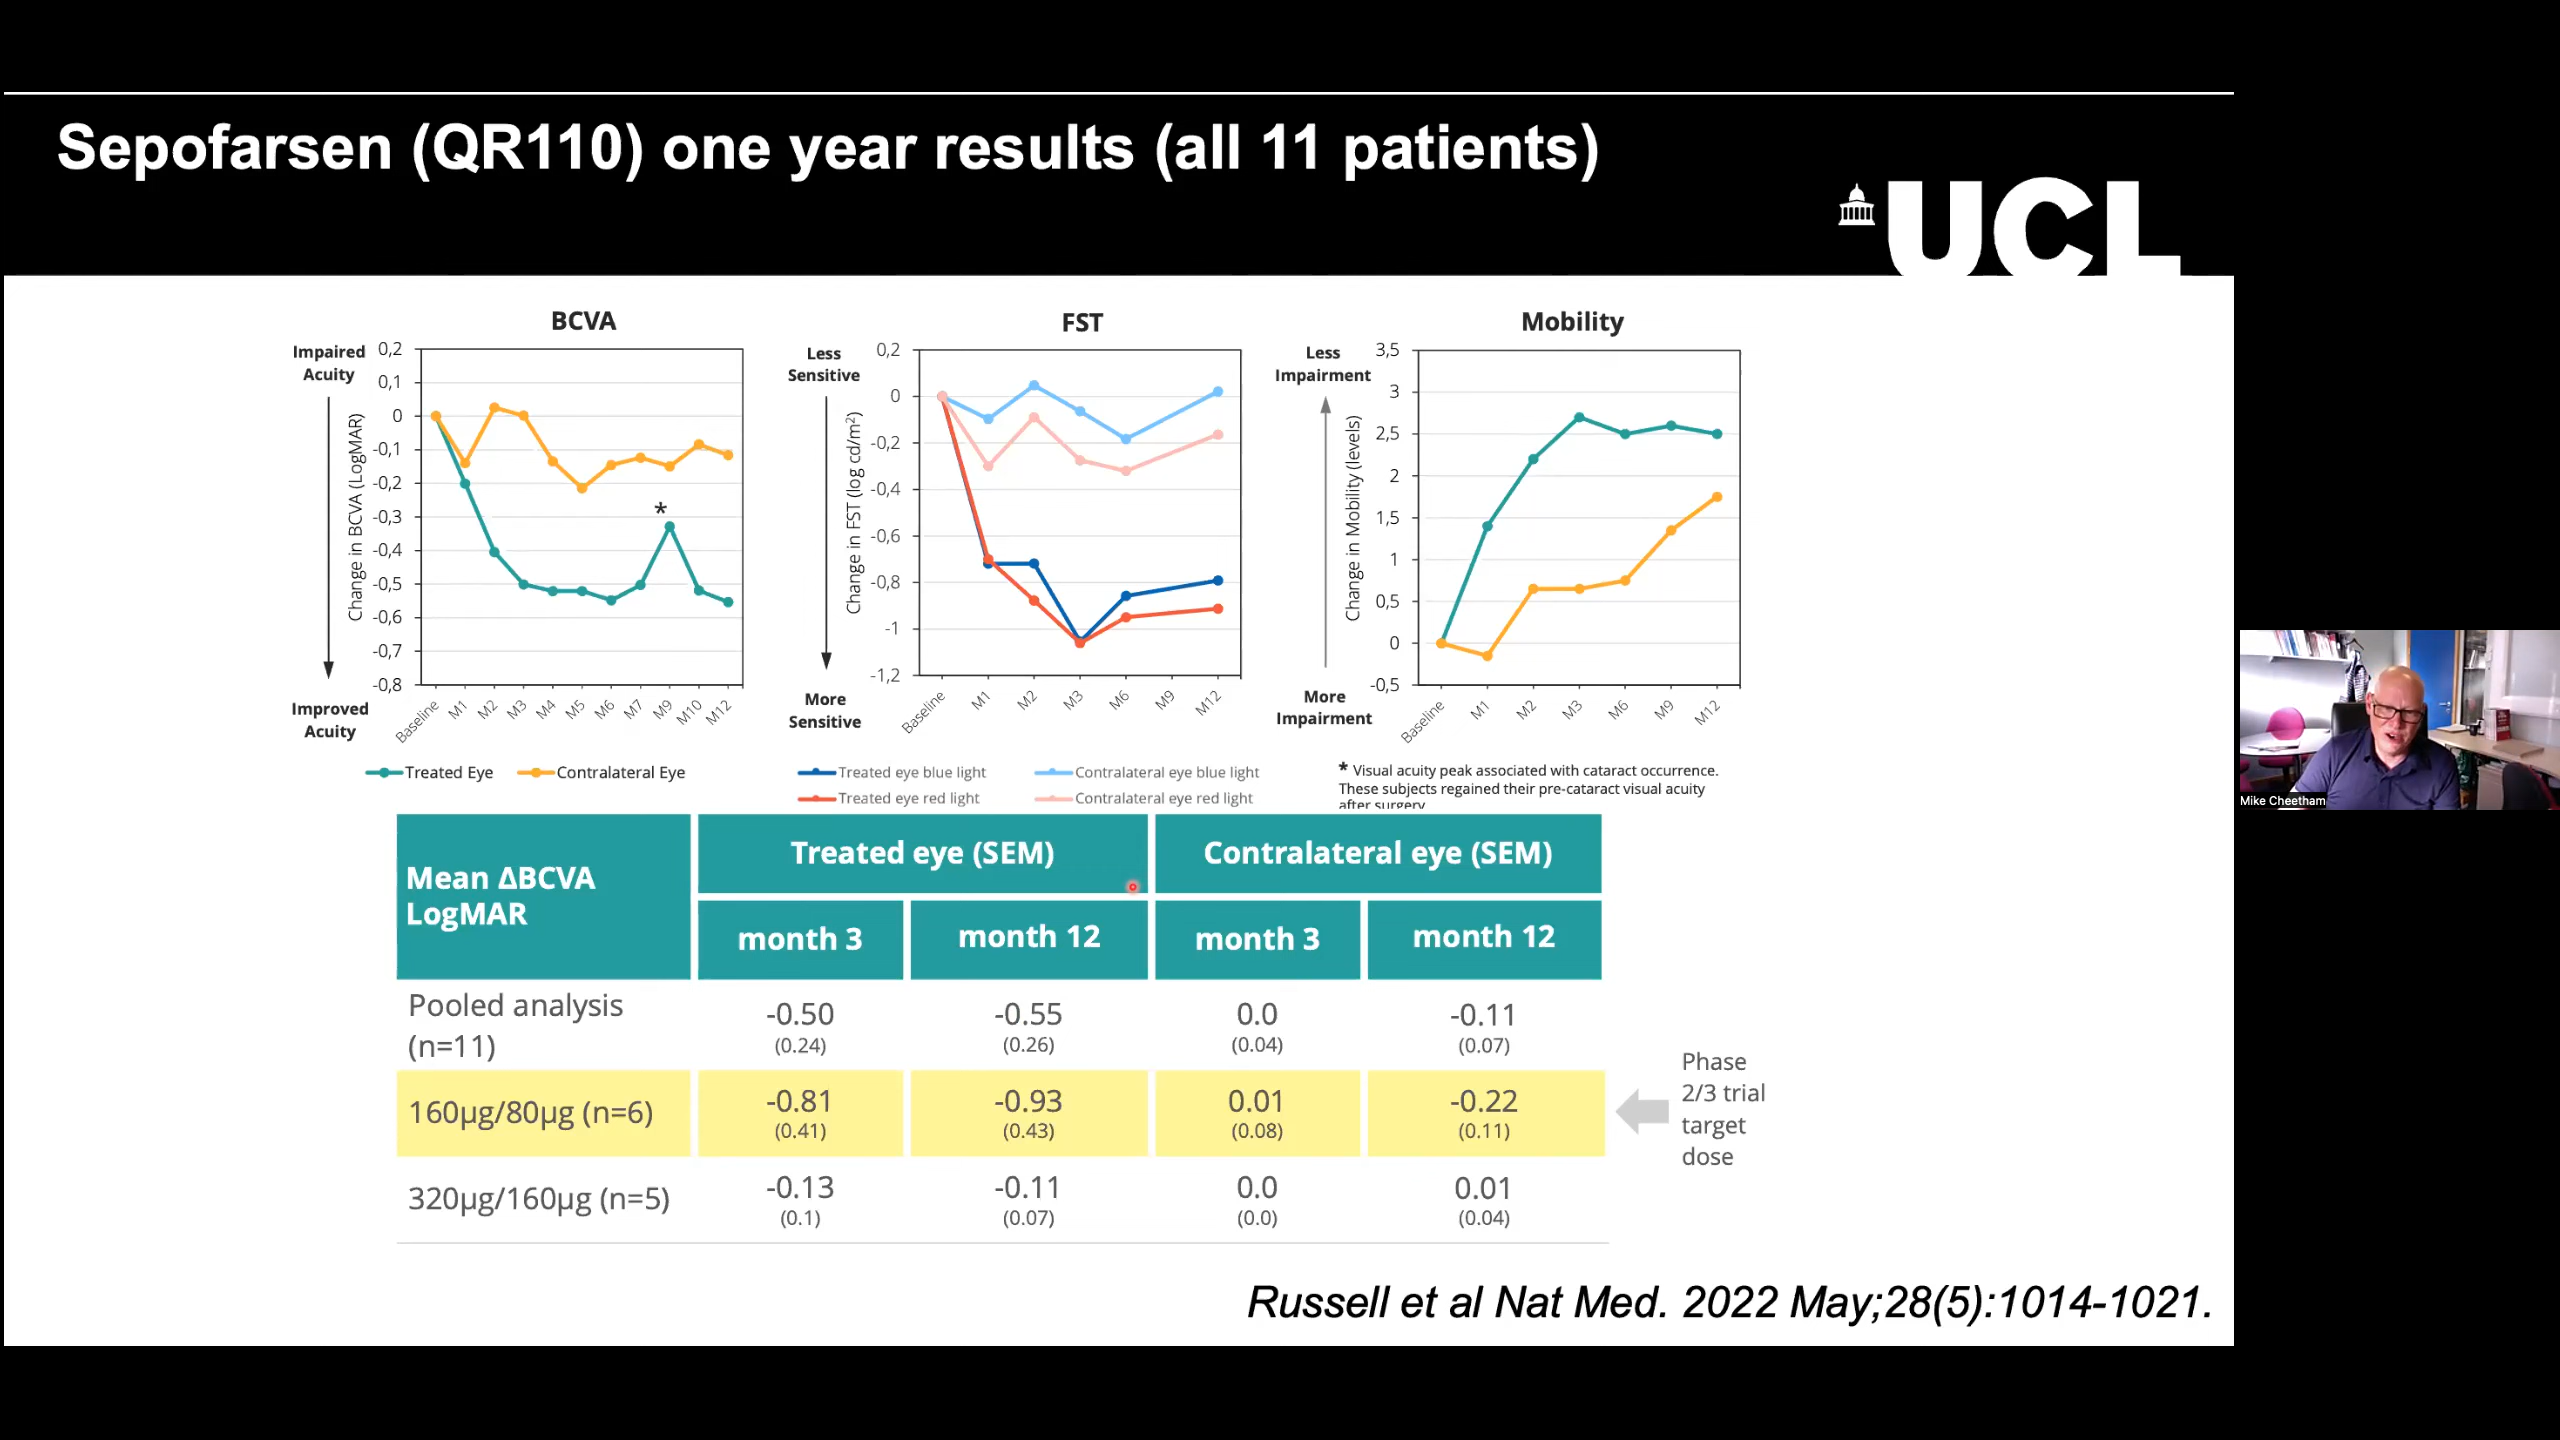 Sepofarsen (QR110) one year results (all 11 patients)
UCL
BCVA
Impaired
Acuity
Improved
Acuity
Change in BCVA (LogMAR)
0,2
0,1
0
-0,1
-0,2
-0,3
-0,4
-0,5
-0,6
-0,7
-0,8
*
Baseline
M1
M2
M3
M4
M5
M6
M7
M9
M10
M12
Treated Eye
Contralateral Eye
FST
Less
Sensitive
More
Sensitive
Change in FST (log cd/m²)
0,2
0
-0,2
-0,4
-0,6
-0,8
-1
-1,2
Baseline
M1
M2
M3
M6
M9
M12
Treated eye blue light
Contralateral eye blue light
Treated eye red light
Contralateral eye red light
Mobility
Less
Impairment
More
Impairment
Change in Mobility (levels)
3,5
3
2,5
2
1,5
1
0,5
0
-0,5
Baseline
M1
M2
M3
M6
M9
M12
* Visual acuity peak associated with cataract occurrence.
These subjects regained their pre-cataract visual acuity
after surgery
Mean ΔBCVA
LogMAR
Treated eye (SEM)
Contralateral eye (SEM)
month 3
month 12
month 3
month 12
Pooled analysis
(n=11)
-0.50
(0.24)
-0.55
(0.26)
0.0
(0.04)
-0.11
(0.07)
160µg/80µg (n=6)
-0.81
(0.41)
-0.93
(0.43)
0.01
(0.08)
-0.22
(0.11)
320µg/160µg (n=5)
-0.13
(0.1)
-0.11
(0.07)
0.0
(0.0)
0.01
(0.04)
Phase
2/3 trial
target
dose
Russell et al Nat Med. 2022 May;28(5):1014-1021.
Mike Cheetham